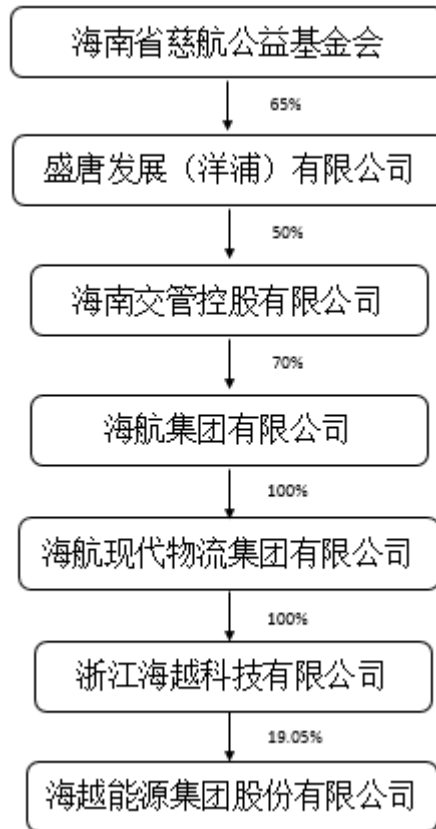 海南省慈航公益基金会
65%
盛唐发展（洋浦）有限公司
50%
海南交管控股有限公司
70%
海航集团有限公司
100%
海航现代物流集团有限公司
100%
浙江海越科技有限公司
19.05%
海越能源集团股份有限公司